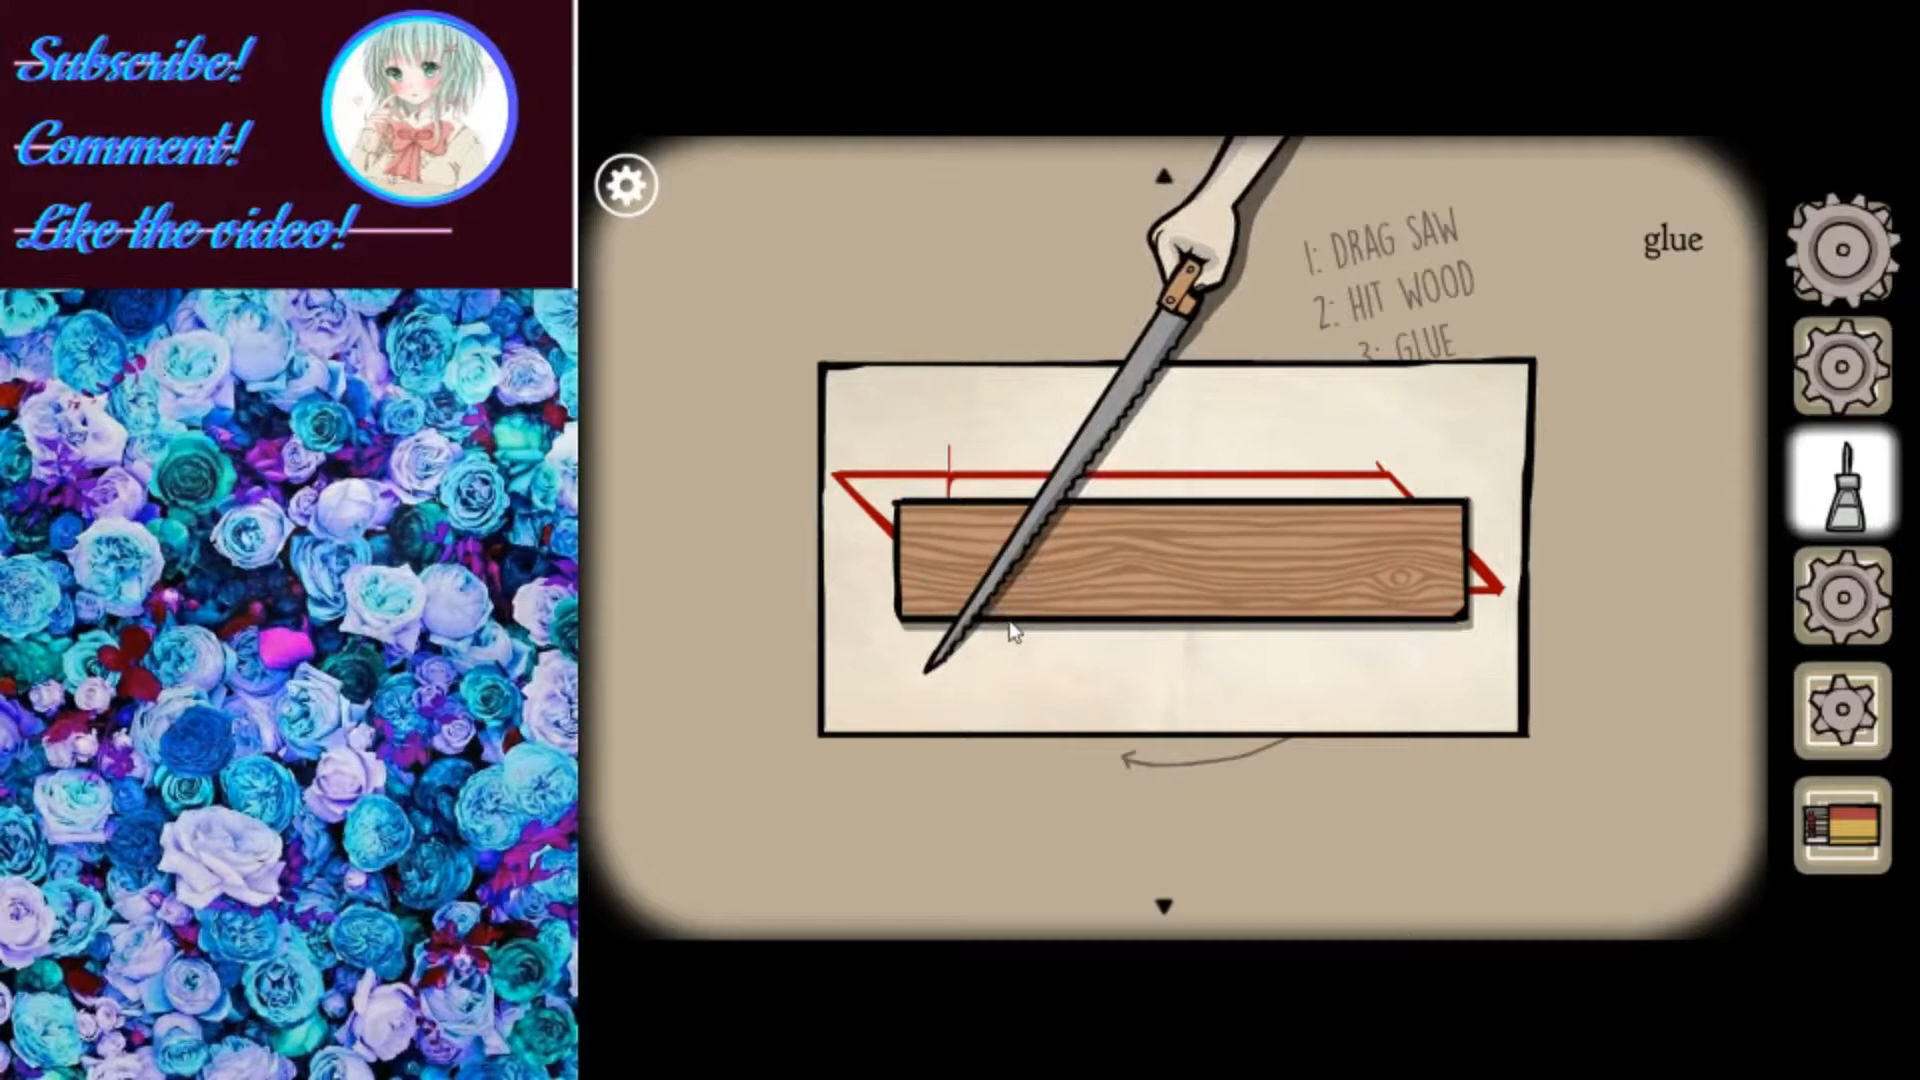 Subscribe!
Comment!
Like the video!
1: DRAG SAW
2: HIT WOOD
3: GLUE
glue